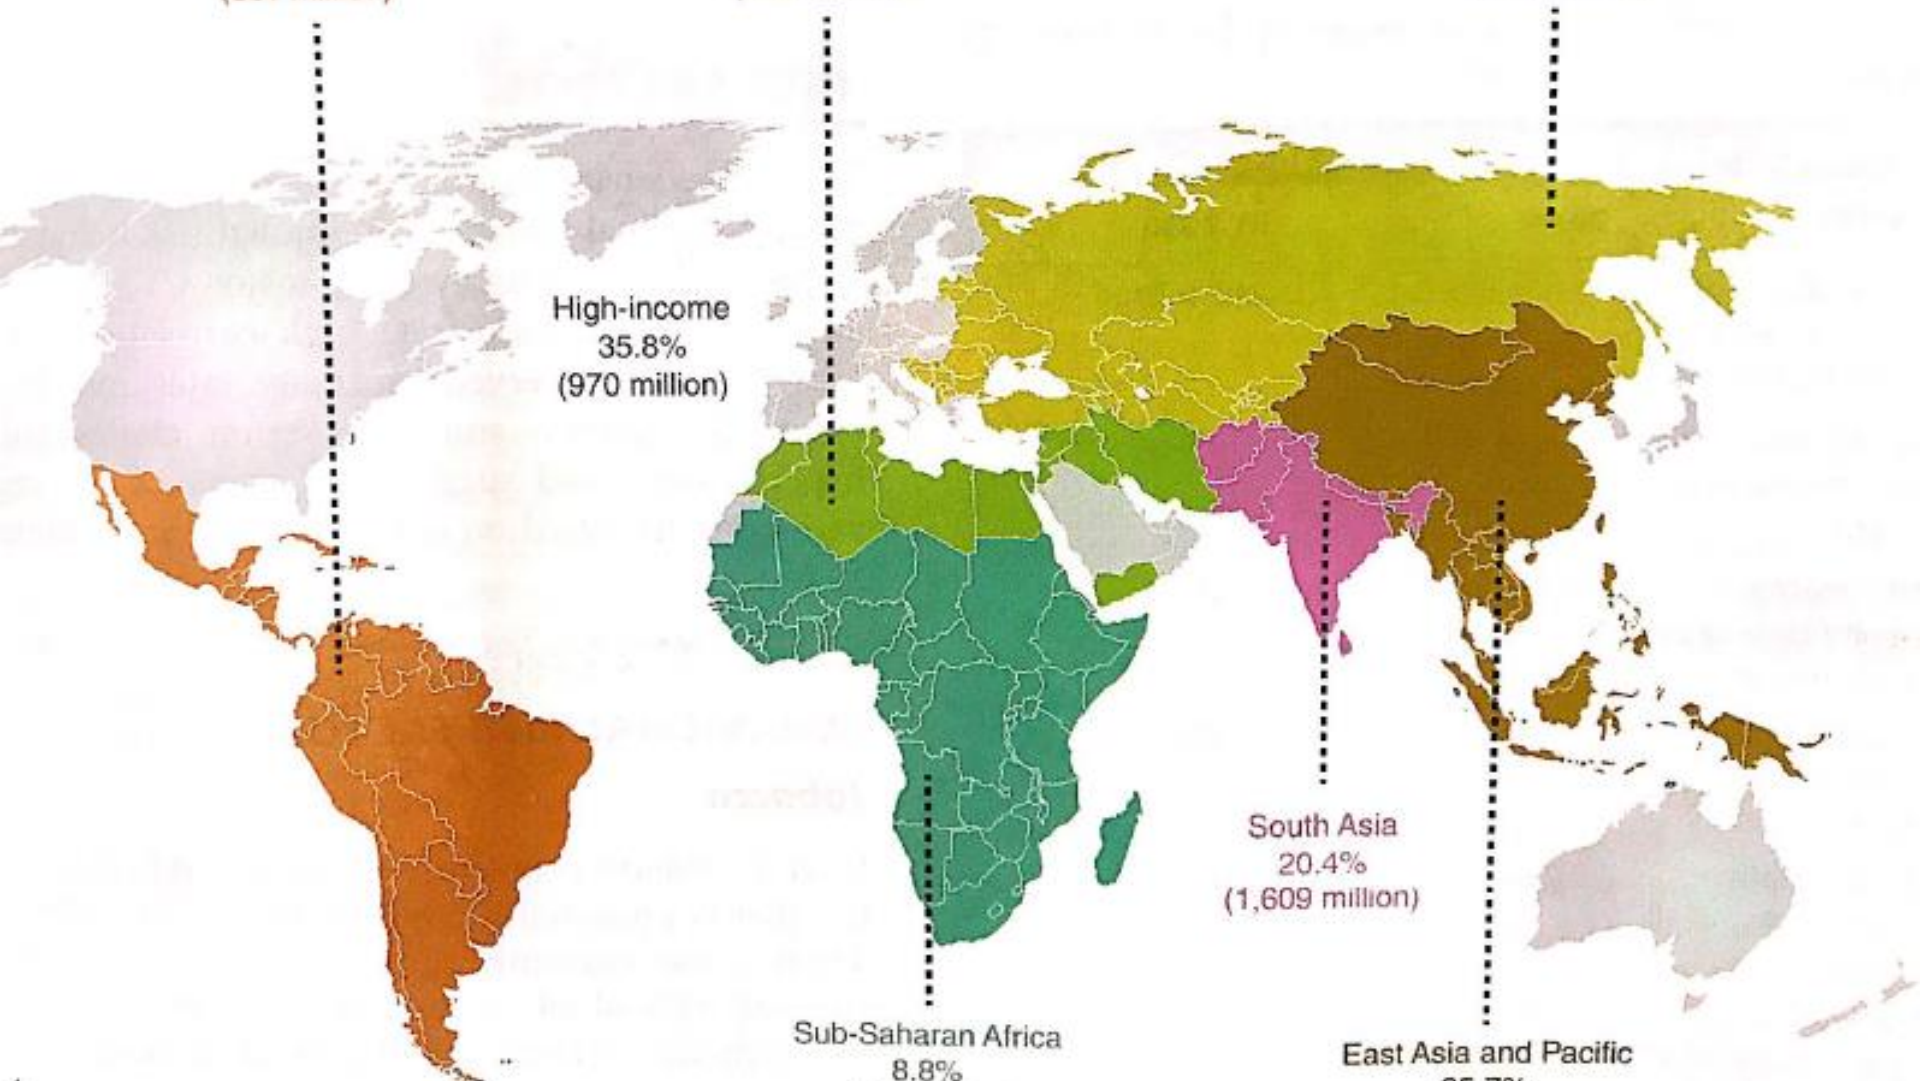 High-income
35.8%
(970 million)
South Asia
20.4%
(1,609 million)
Sub-Saharan Africa
8.8%
East Asia and Pacific